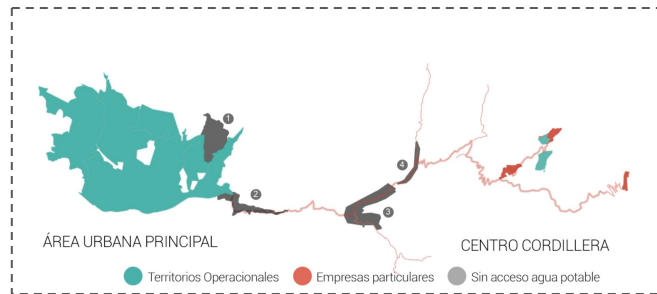 1
2
4
3
ÁREA URBANA PRINCIPAL
CENTRO CORDILLERA
Territorios Operacionales
Empresas particulares
Sin acceso agua potable